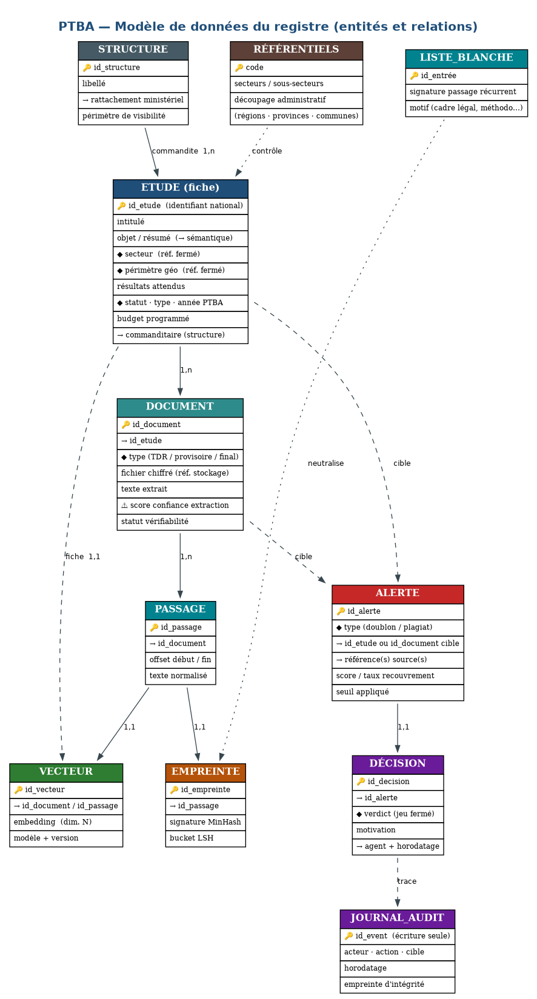 PTBA — Modèle de données du registre (entités et relations)
STRUCTURE
🔑 id_structure
libellé
→ rattachement ministériel
périmètre de visibilité
RÉFÉRENTIELS
🔑 code
secteurs / sous-secteurs
découpage administratif
(régions · provinces · communes)
LISTE_BLANCHE
🔑 id_entrée
signature passage récurrent
motif (cadre légal, méthodo…)
commandite 1,n
contrôle
ETUDE (fiche)
🔑 id_etude (identifiant national)
intitulé
objet / résumé (→ sémantique)
◆ secteur (réf. fermé)
◆ périmètre géo (réf. fermé)
résultats attendus
◆ statut · type · année PTBA
budget programmé
→ commanditaire (structure)
1,n
DOCUMENT
🔑 id_document
→ id_etude
◆ type (TDR / provisoire / final)
fichier chiffré (réf. stockage)
texte extrait
⚠ score confiance extraction
statut vérifiabilité
neutralise
cible
fiche 1,1
1,n
cible
PASSAGE
🔑 id_passage
→ id_document
offset début / fin
texte normalisé
ALERTE
🔑 id_alerte
◆ type (doublon / plagiat)
→ id_etude ou id_document cible
→ référence(s) source(s)
score / taux recouvrement
seuil appliqué
1,1
1,1
1,1
VECTEUR
🔑 id_vecteur
→ id_document / id_passage
embedding (dim. N)
modèle + version
EMPREINTE
🔑 id_empreinte
→ id_passage
signature MinHash
bucket LSH
DÉCISION
🔑 id_decision
→ id_alerte
◆ verdict (jeu fermé)
motivation
→ agent + horodatage
trace
JOURNAL_AUDIT
🔑 id_event (écriture seule)
acteur · action · cible
horodatage
empreinte d'intégrité